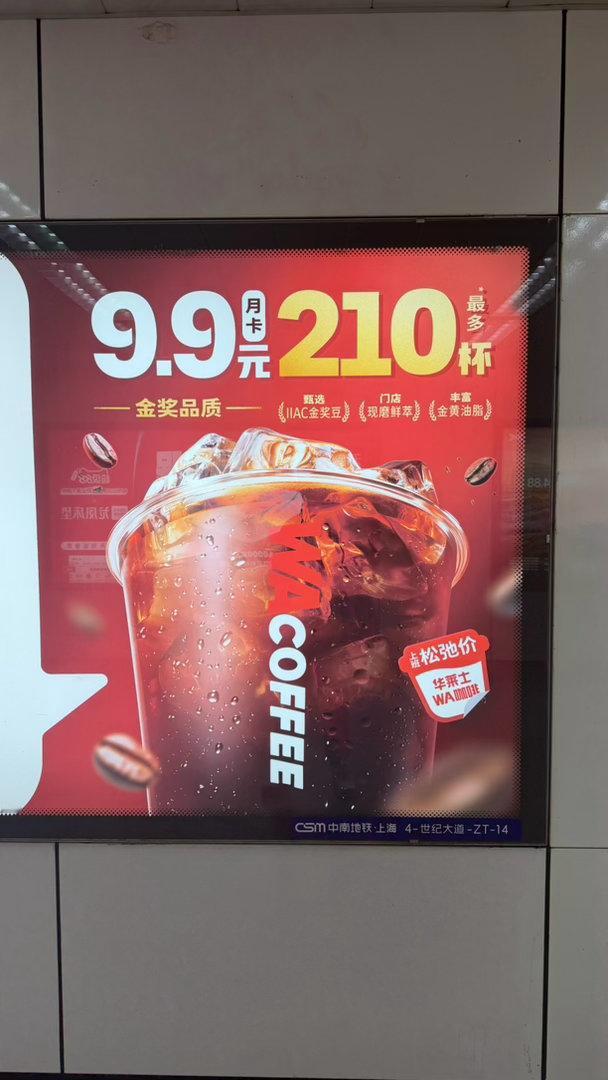 9.9元 月卡 210杯 最多*
金奖品质
甄选 IIAC金奖豆
门店 现磨鲜萃
丰富 金黄油脂
WA COFFEE
上班 松弛价
华莱士
WA咖啡
CSM 中南地铁·上海 4-世纪大道-ZT-14